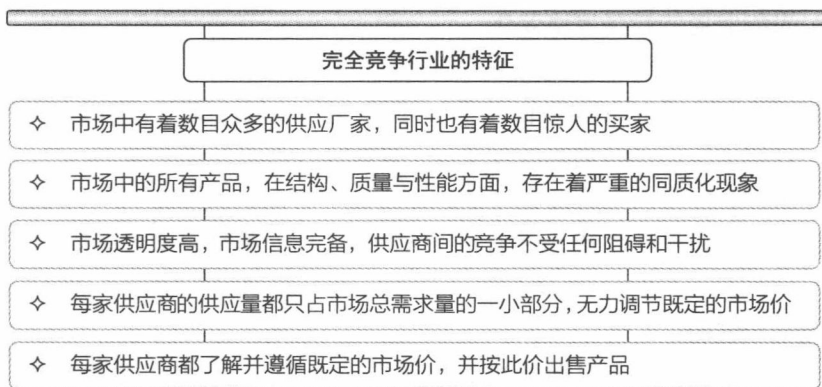 完全竞争行业的特征
✧ 市场中有着数目众多的供应厂家，同时也有着数目惊人的买家
✧ 市场中的所有产品，在结构、质量与性能方面，存在着严重的同质化现象
✧ 市场透明度高，市场信息完备，供应商间的竞争不受任何阻碍和干扰
✧ 每家供应商的供应量都只占市场总需求量的一小部分，无力调节既定的市场价
✧ 每家供应商都了解并遵循既定的市场价，并按此价出售产品